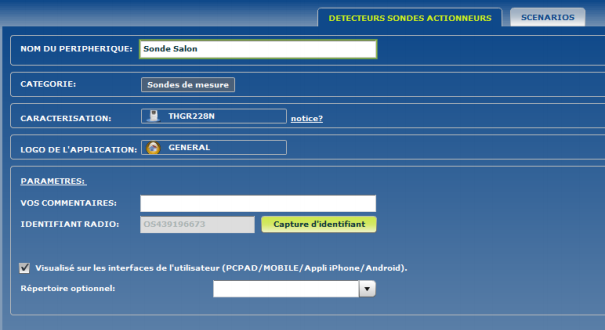 DETECTEURS SONDES ACTIONNEURS SCENARIOS
NOM DU PERIPHERIQUE: Sonde Salon
CATEGORIE: Sondes de mesure
CARACTERISATION: THGR228N notice?
LOGO DE L'APPLICATION: GENERAL
PARAMETRES:
VOS COMMENTAIRES:
IDENTIFIANT RADIO: OS439196673 Capture d'identifiant
Visualisé sur les interfaces de l'utilisateur (PCPAD/MOBILE/Appli iPhone/Android).
Répertoire optionnel: